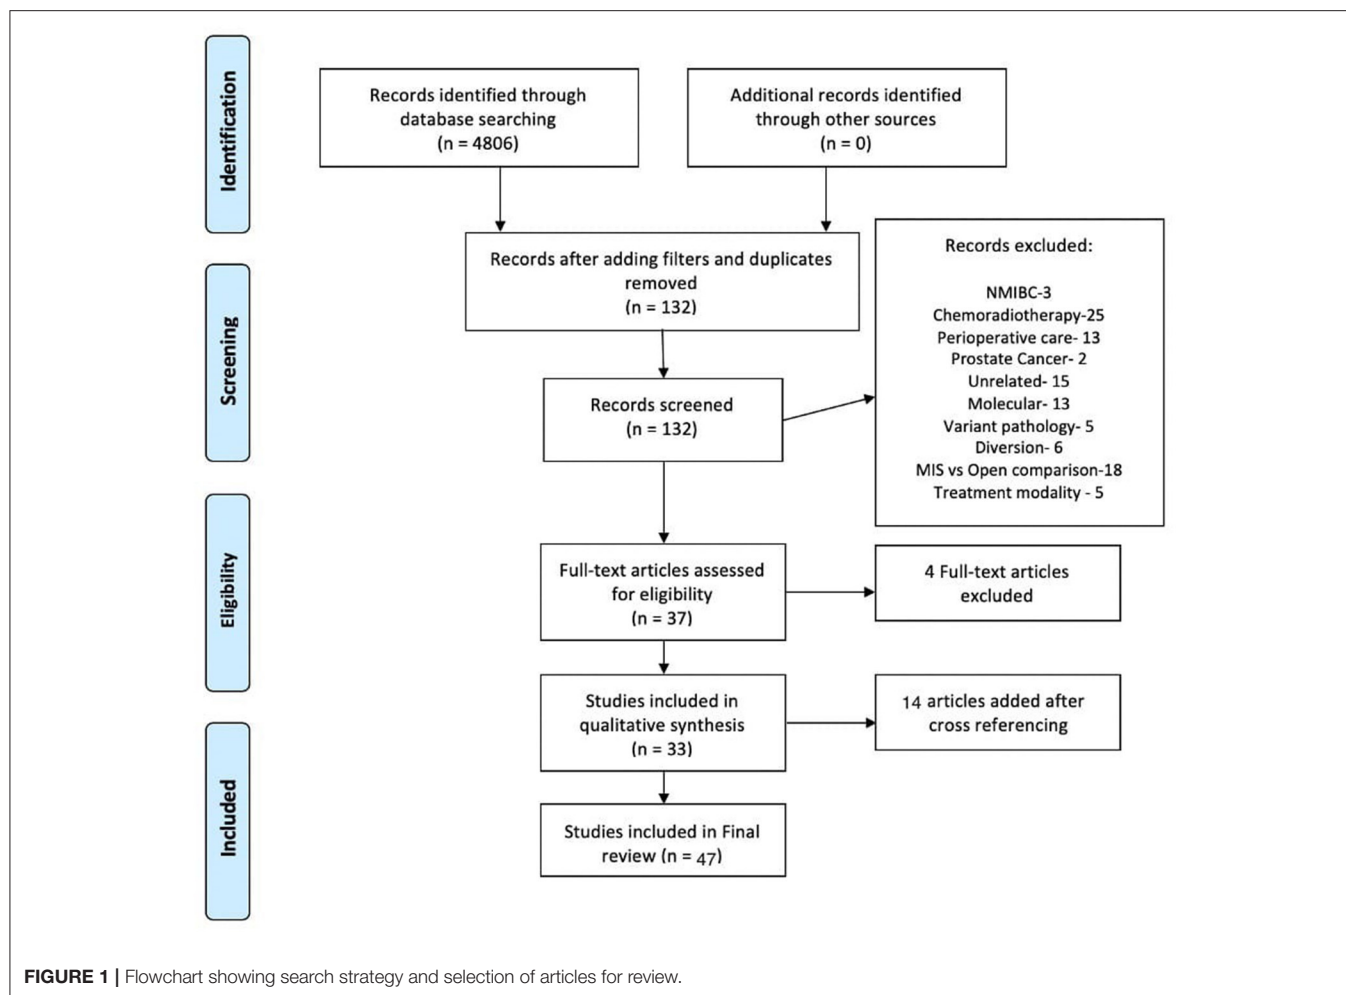 Identification
Records identified through
database searching
(n = 4806)
Additional records identified
through other sources
(n = 0)
Records after adding filters and duplicates
removed
(n = 132)
Screening
Records screened
(n = 132)
Records excluded:
NMIBC-3
Chemoradiotherapy-25
Perioperative care- 13
Prostate Cancer- 2
Unrelated- 15
Molecular- 13
Variant pathology- 5
Diversion- 6
MIS vs Open comparison-18
Treatment modality - 5
Eligibility
Full-text articles assessed
for eligibility
(n = 37)
4 Full-text articles
excluded
Studies included in
qualitative synthesis
(n = 33)
14 articles added after
cross referencing
Included
Studies included in Final
review (n = 47)
FIGURE 1 | Flowchart showing search strategy and selection of articles for review.